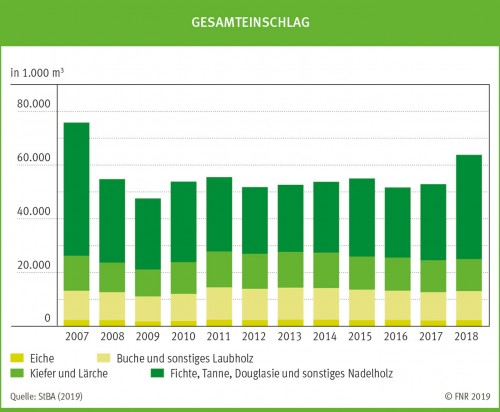 GESAMTEINSCHLAG
in 1.000 m³
80.000
60.000
40.000
20.000
0
2007 2008 2009 2010 2011 2012 2013 2014 2015 2016 2017 2018
Eiche Buche und sonstiges Laubholz
Kiefer und Lärche Fichte, Tanne, Douglasie und sonstiges Nadelholz
Quelle: StBA (2019) © FNR 2019